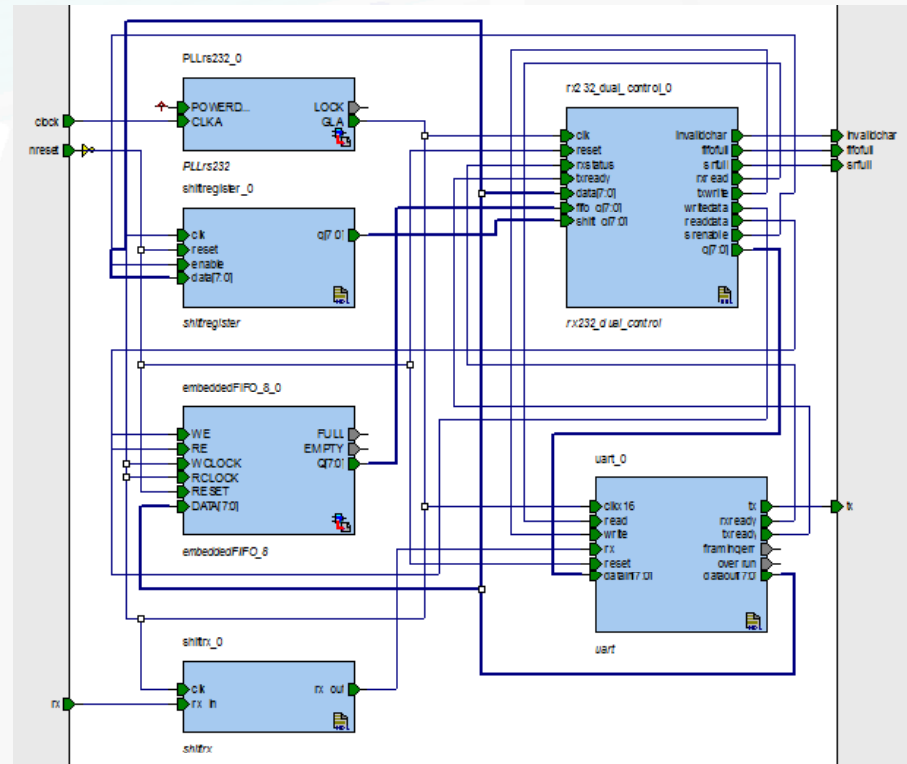 PLLrs232_0
POWERD...
CLKA
LOCK
GLA
PLLrs232
clock
nreset
shiftregister_0
clk
reset
enable
data[7:0]
q[7:0]
shiftregister
embeddedFIFO_8_0
WE
RE
WCLOCK
RCLOCK
RESET
DATA[7:0]
FULL
EMPTY
Q[7:0]
embeddedFIFO_8
shiftrx_0
clk
rx_in
rx_out
shiftrx
rx
rx232_dual_control_0
clk
reset
rxstatus
txready
data[7:0]
fifo_q[7:0]
shift_q[7:0]
invalidchar
fifofull
srfull
rxread
txwrite
writedata
readdata
srenable
q[7:0]
rx232_dual_control
invalidchar
fifofull
srfull
uart_0
clkx16
read
write
rx
reset
datain[7:0]
tx
rxready
txready
framingerr
overrun
dataout[7:0]
uart
tx